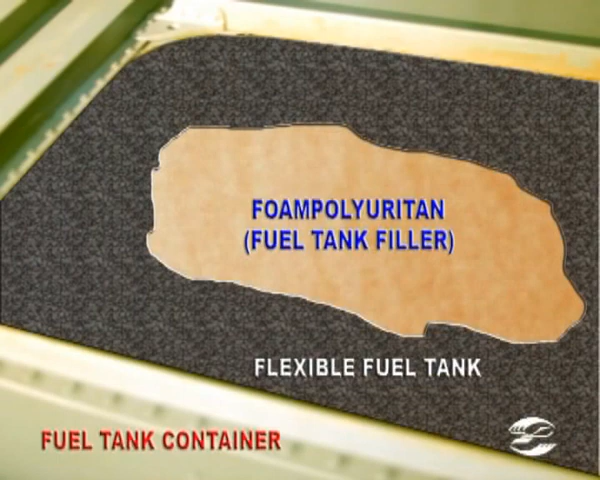 FOAMPOLYURITAN
(FUEL TANK FILLER)
FLEXIBLE FUEL TANK
FUEL TANK CONTAINER